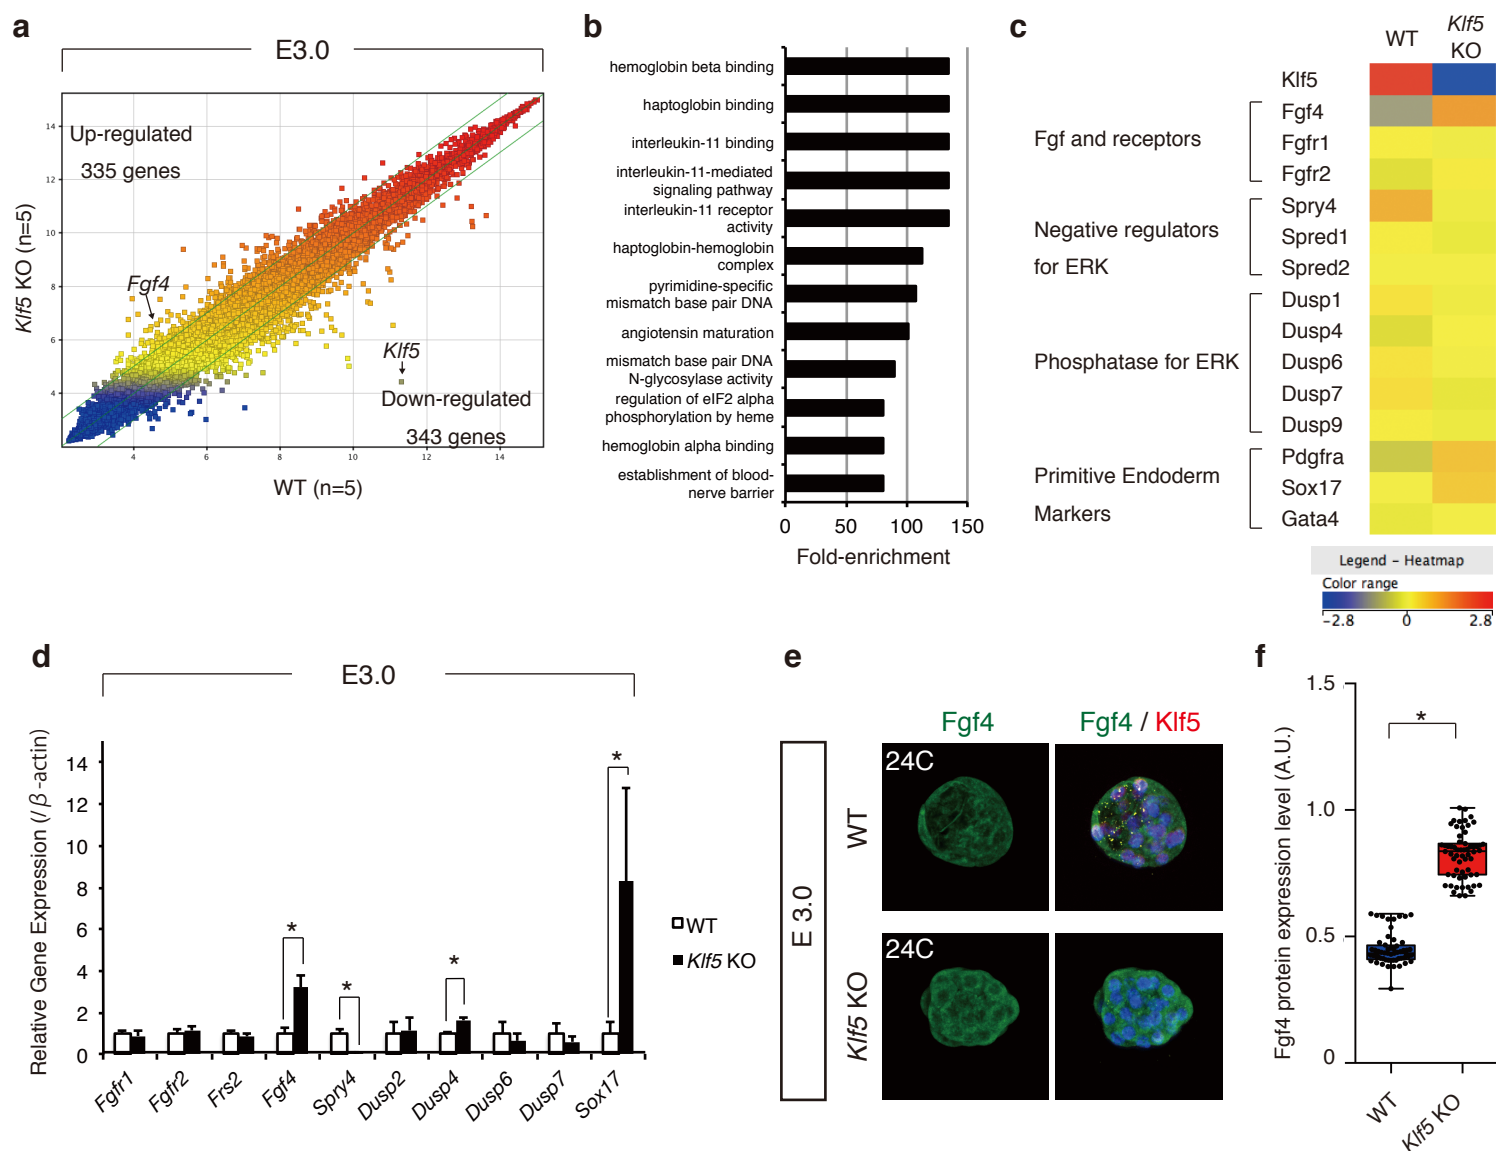 a
E3.0
Up-regulated
335 genes
Fgf4
Klf5
Down-regulated
343 genes
Klf5 KO (n=5)
14
12
10
8
6
4
4
6
8
10
12
14
WT (n=5)
b
hemoglobin beta binding
haptoglobin binding
interleukin-11 binding
interleukin-11-mediated
signaling pathway
interleukin-11 receptor
activity
haptoglobin-hemoglobin
complex
pyrimidine-specific
mismatch base pair DNA
angiotensin maturation
mismatch base pair DNA
N-glycosylase activity
regulation of eIF2 alpha
phosphorylation by heme
hemoglobin alpha binding
establishment of blood-
nerve barrier
0 50 100 150
Fold-enrichment
c
WT
Klf5
KO
Klf5
Fgf and receptors
Fgf4
Fgfr1
Fgfr2
Negative regulators
for ERK
Spry4
Spred1
Spred2
Phosphatase for ERK
Dusp1
Dusp4
Dusp6
Dusp7
Dusp9
Primitive Endoderm
Markers
Pdgfra
Sox17
Gata4
Legend - Heatmap
Color range
-2.8 0 2.8
d
E3.0
Relative Gene Expression (/β-actin)
14
12
10
8
6
4
2
0
*
*
*
*
WT
Klf5 KO
Fgfr1
Fgfr2
Frs2
Fgf4
Spry4
Dusp2
Dusp4
Dusp6
Dusp7
Sox17
e
Fgf4
Fgf4 / Klf5
E 3.0
WT
24C
Klf5 KO
24C
f
Fgf4 protein expression level (A.U.)
1.5
1.0
0.5
0
*
WT
Klf5 KO